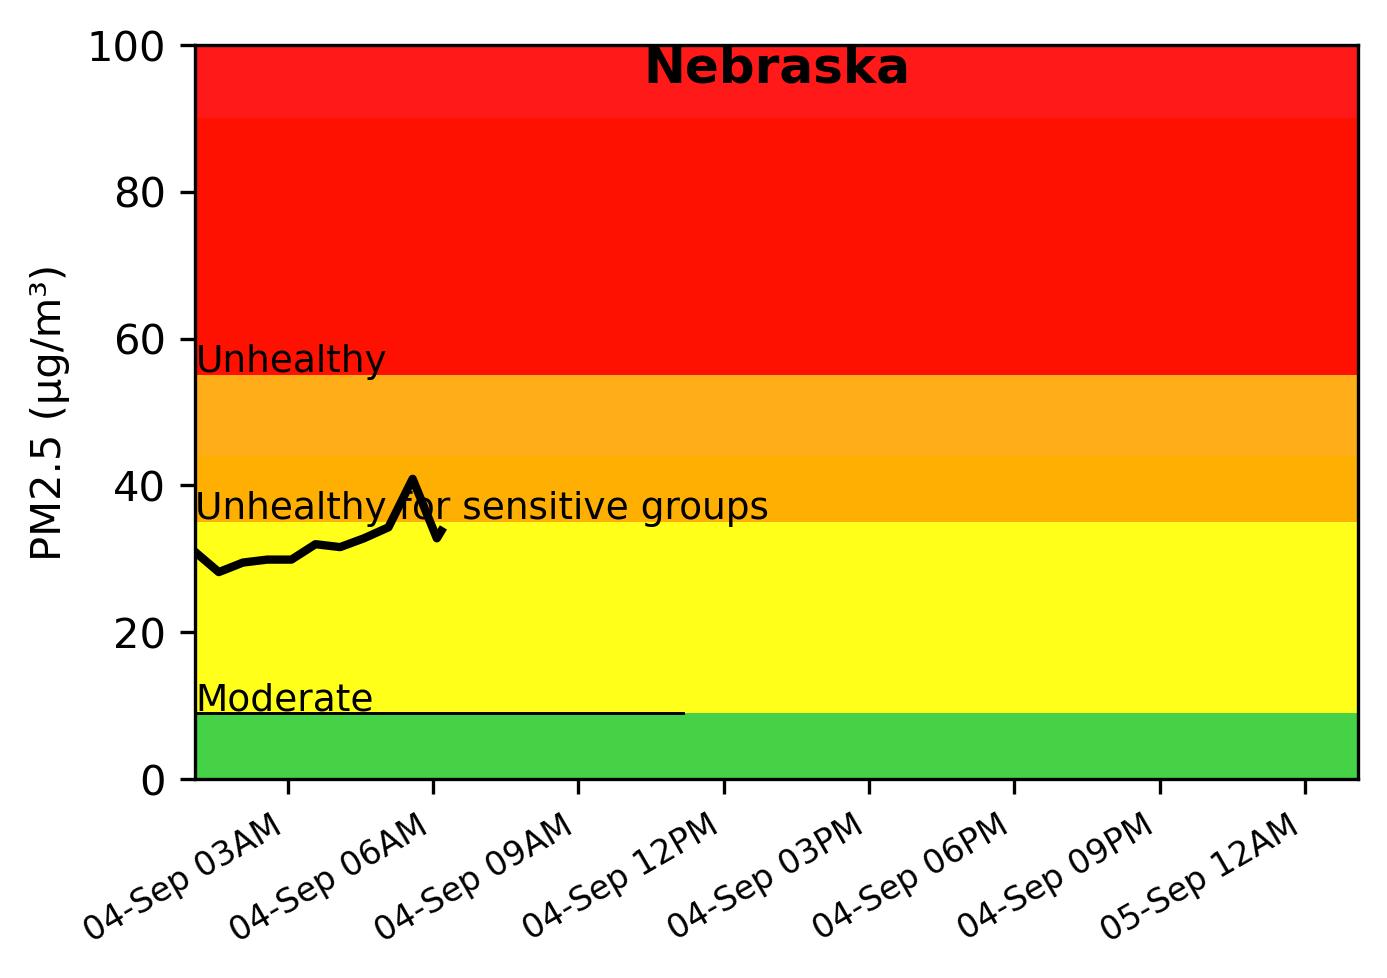 Nebraska
PM2.5 (µg/m³)
100
80
60
40
20
0
Unhealthy
Unhealthy for sensitive groups
Moderate
04-Sep 03AM
04-Sep 06AM
04-Sep 09AM
04-Sep 12PM
04-Sep 03PM
04-Sep 06PM
04-Sep 09PM
05-Sep 12AM